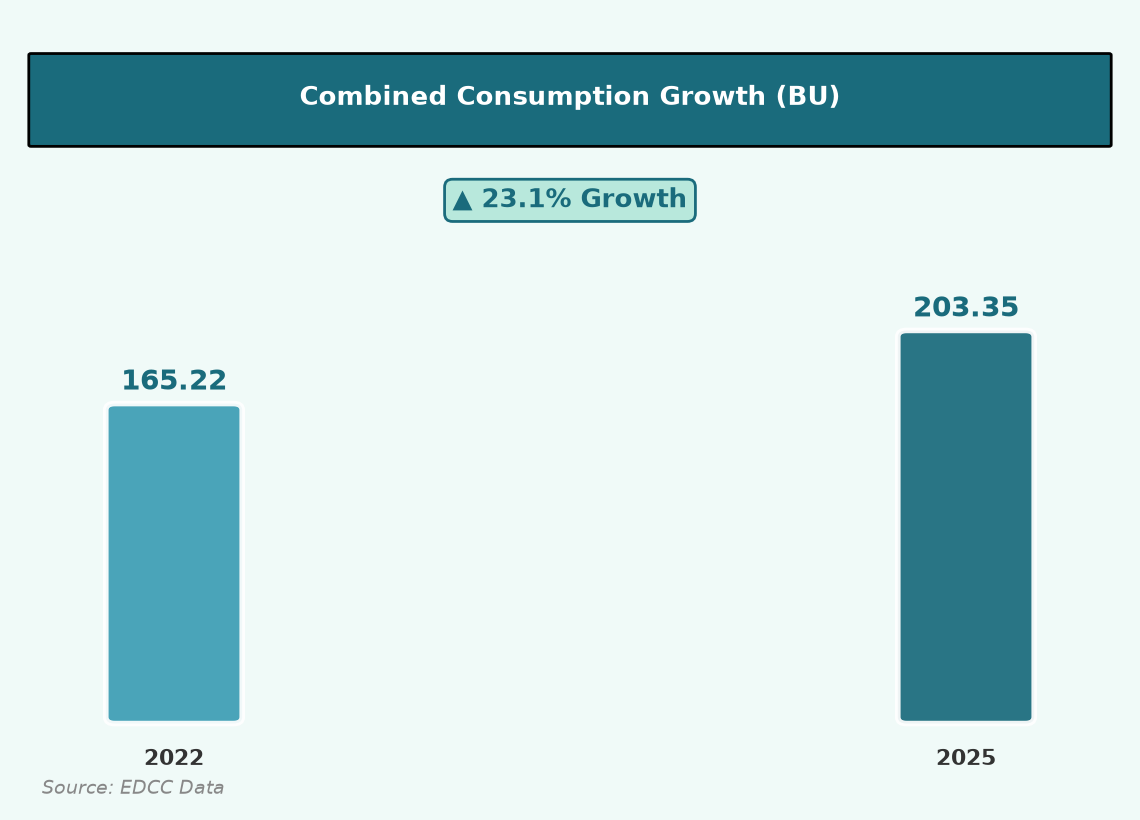 Combined Consumption Growth (BU)
▲ 23.1% Growth
203.35
165.22
2022
2025
Source: EDCC Data